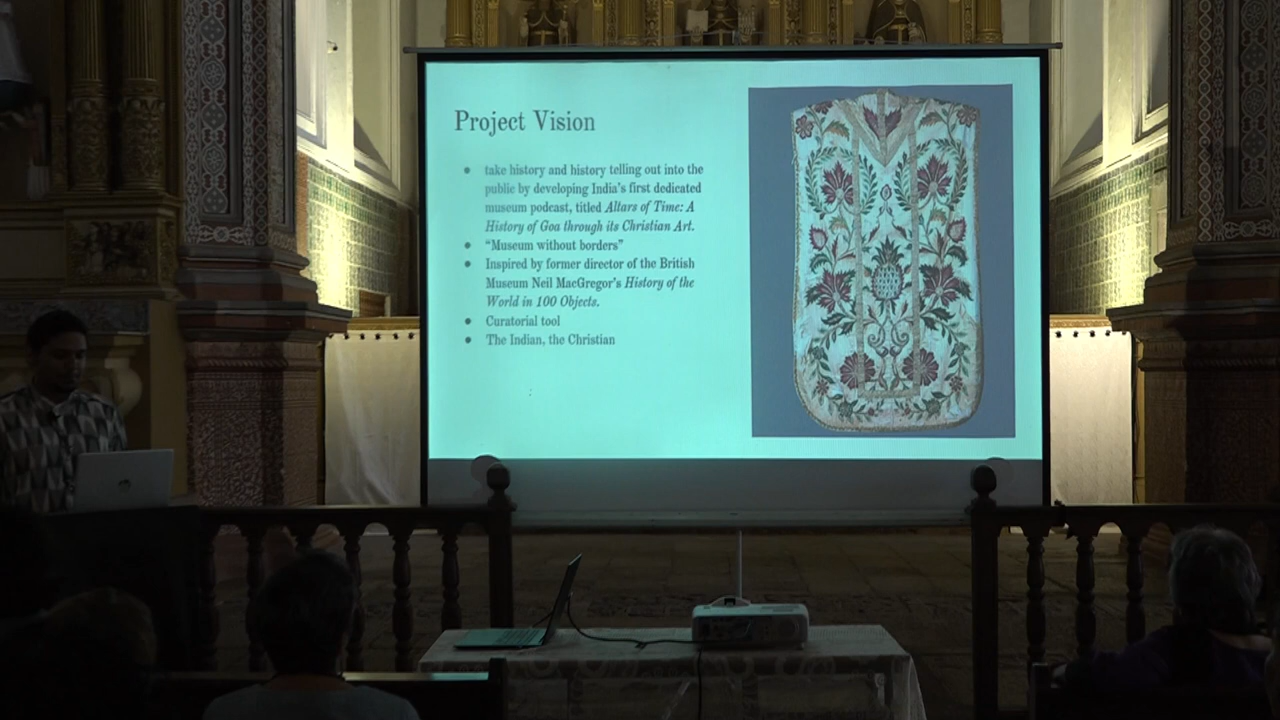 Project Vision
● take history and history telling out into the
public by developing India's first dedicated
museum podcast, titled Altars of Time: A
History of Goa through its Christian Art.
● “Museum without borders”
● Inspired by former director of the British
Museum Neil MacGregor's History of the
World in 100 Objects.
● Curatorial tool
● The Indian, the Christian